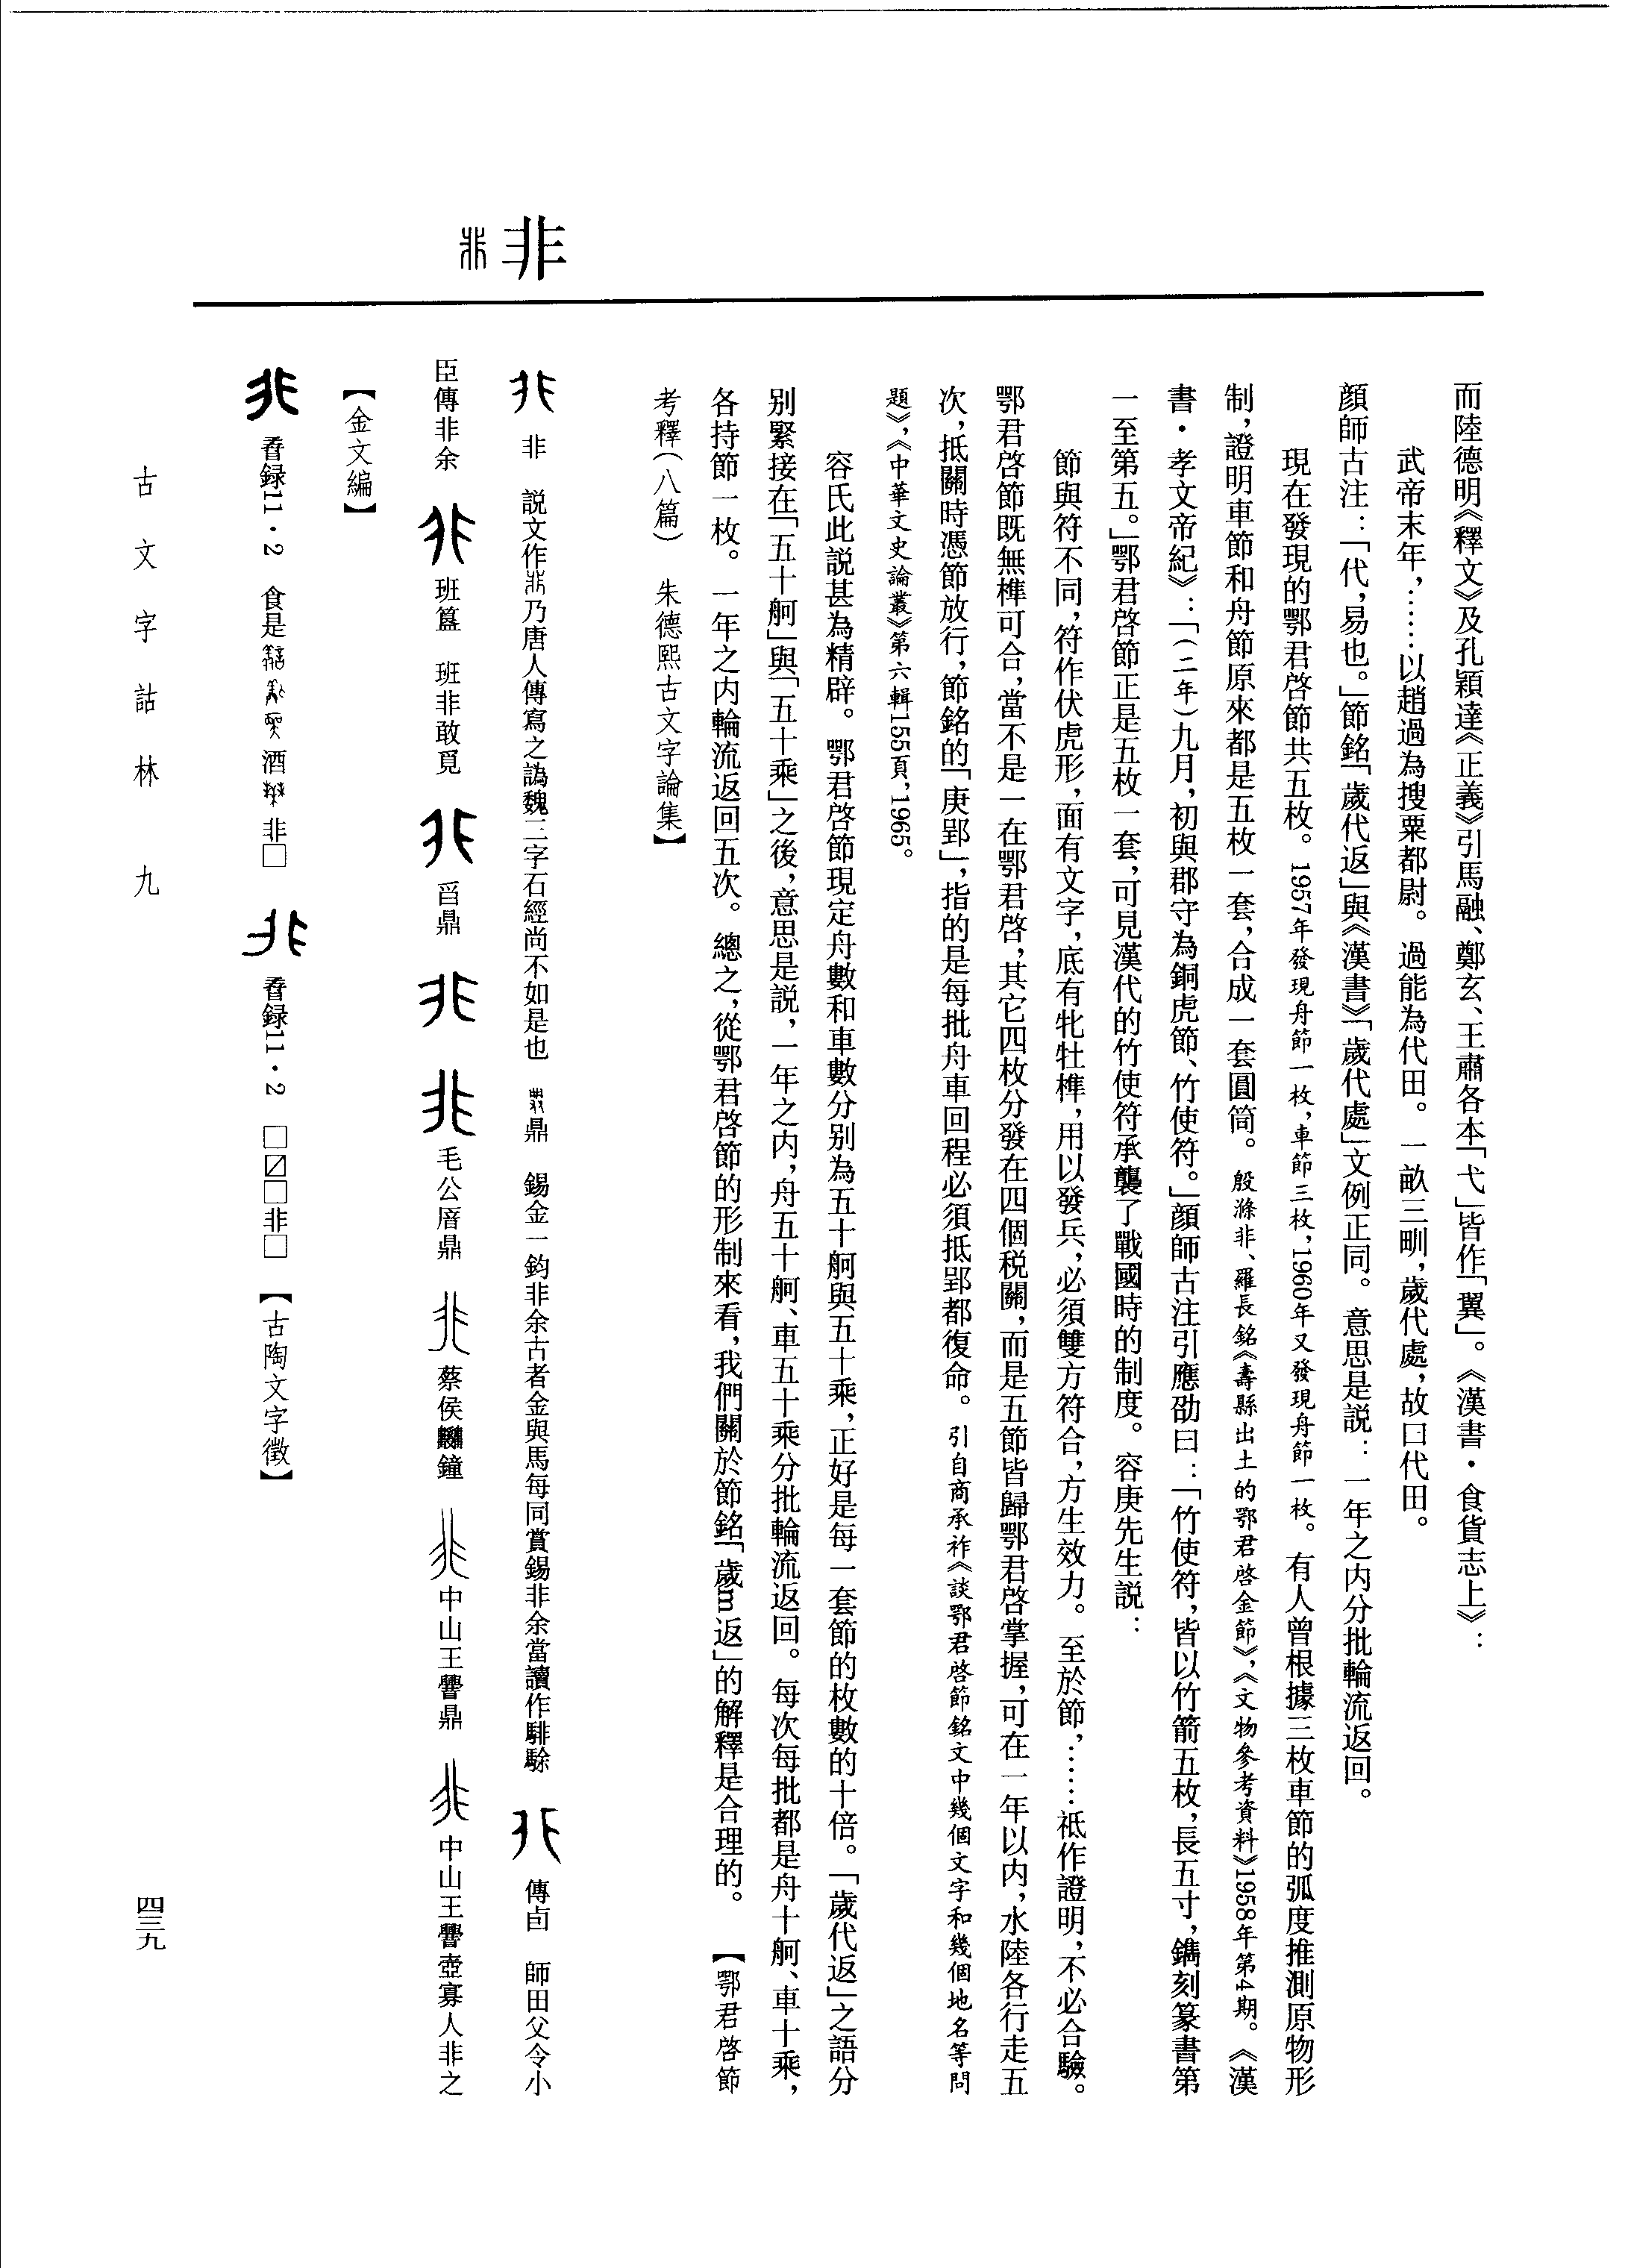 非
而陸德明《釋文》及孔穎達《正義》引馬融、鄭玄、王肅各本「弋」皆作「翼」。《漢書·食貨志上》：
武帝末年，……以趙過為搜粟都尉。過能為代田。一畝三甽，歲代處，故曰代田。
顏師古注：「代，易也。」節銘「歲代返」與《漢書》「歲代處」文例正同。意思是說：一年之内分批輪流返回。
現在發現的鄂君啓節共五枚。1957年發現舟節一枚，車節三枚，1960年又發現舟節一枚。有人曾根據三枚車節的弧度推測原物形
制，證明車節和舟節原來都是五枚一套，合成一套圓筒。殷滌非、羅長銘《壽縣出土的鄂君啓金節》，《文物參考資料》1958年第4期。《漢
書·孝文帝紀》：「（二年）九月，初與郡守為銅虎節、竹使符。」顏師古注引應劭曰：「竹使符，皆以竹箭五枚，長五寸，鐫刻篆書第
一至第五。」鄂君啓節正是五枚一套，可見漢代的竹使符承襲了戰國時的制度。容庚先生説：
節與符不同，符作伏虎形，面有文字，底有牝牡榫，用以發兵，必須雙方符合，方生效力。至於節，……衹作證明，不必合驗。
鄂君啓節既無榫可合，當不是一在鄂君啓，其它四枚分發在四個税關，而是五節皆歸鄂君啓掌握，可在一年以内，水陸各行走五
次，抵關時憑節放行，節銘的「庚郢」，指的是每批舟車回程必須抵郢都復命。引自商承祚《談鄂君啓節銘文中幾個文字和幾個地名等問
題》，《中華文史論叢》第六輯155頁，1965。
容氏此説甚為精辟。鄂君啓節現定舟數和車數分别為五十舸與五十乘，正好是每一套節的枚數的十倍。「歲代返」之語分
别緊接在「五十舸」與「五十乘」之後，意思是説，一年之内，舟五十舸、車五十乘分批輪流返回。每次每批都是舟十舸、車十乘，
各持節一枚。一年之内輪流返回五次。總之，從鄂君啓節的形制來看，我們關於節銘「歲m返」的解釋是合理的。【鄂君啓節
考釋（八篇） 朱德熙古文字論集】
非 説文作乃唐人傳寫之譌魏三字石經尚不如是也 鼎 錫金一鈞非余古者金與馬每同賞錫非余當讀作騑駼 傳卣 師田父令小
臣傳非余 班簋 班非敢覓 舀鼎 毛公厝鼎 蔡侯鐘 中山王譽鼎 中山王譽壺寡人非之
【金文編】
香録11·2 食是酒非□ 香録11·2 □〼□非□ 【古陶文字徵】
古文字詁林 九
四三九